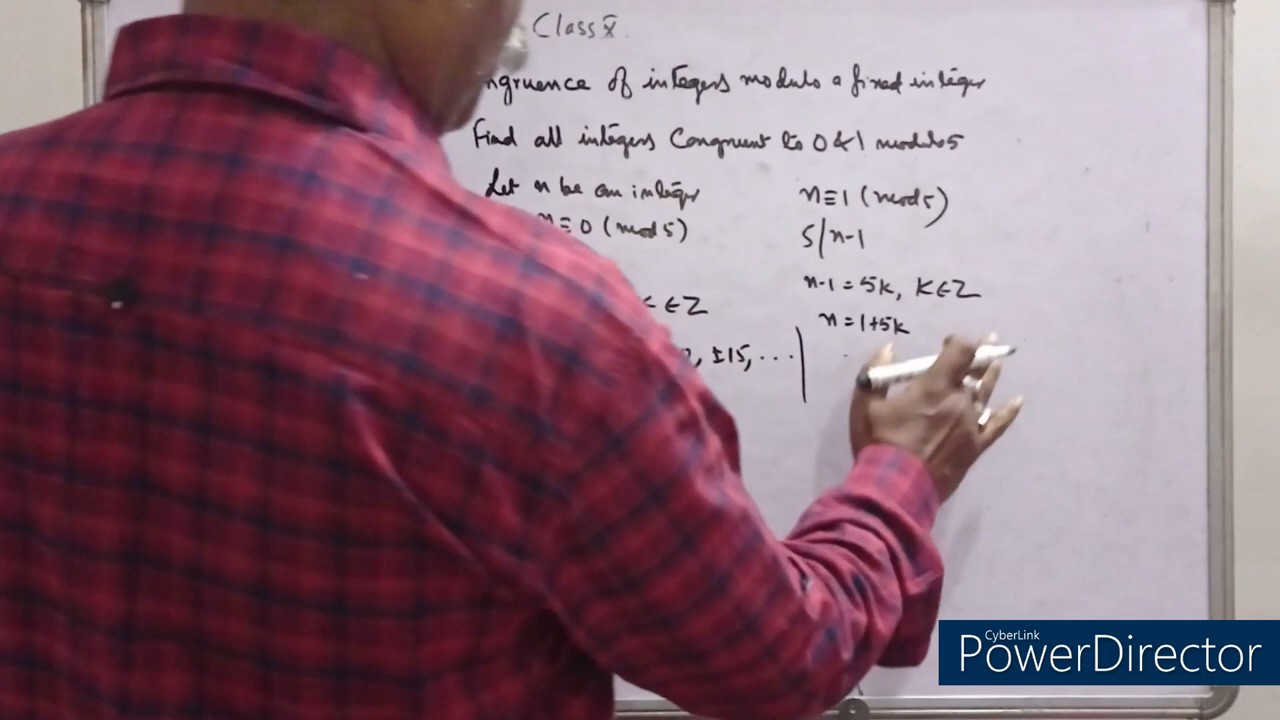 Class X.
ngruence of integers modulo a fixed integer
Find all integers Congruent to 0 & 1 modulo 5
Let n be an integer
n ≡ 0 (mod 5)
∈ Z
, ±15, ...
n ≡ 1 (mod 5)
5/n-1
n-1 = 5k, K ∈ Z
n = 1+5k
CyberLink
PowerDirector